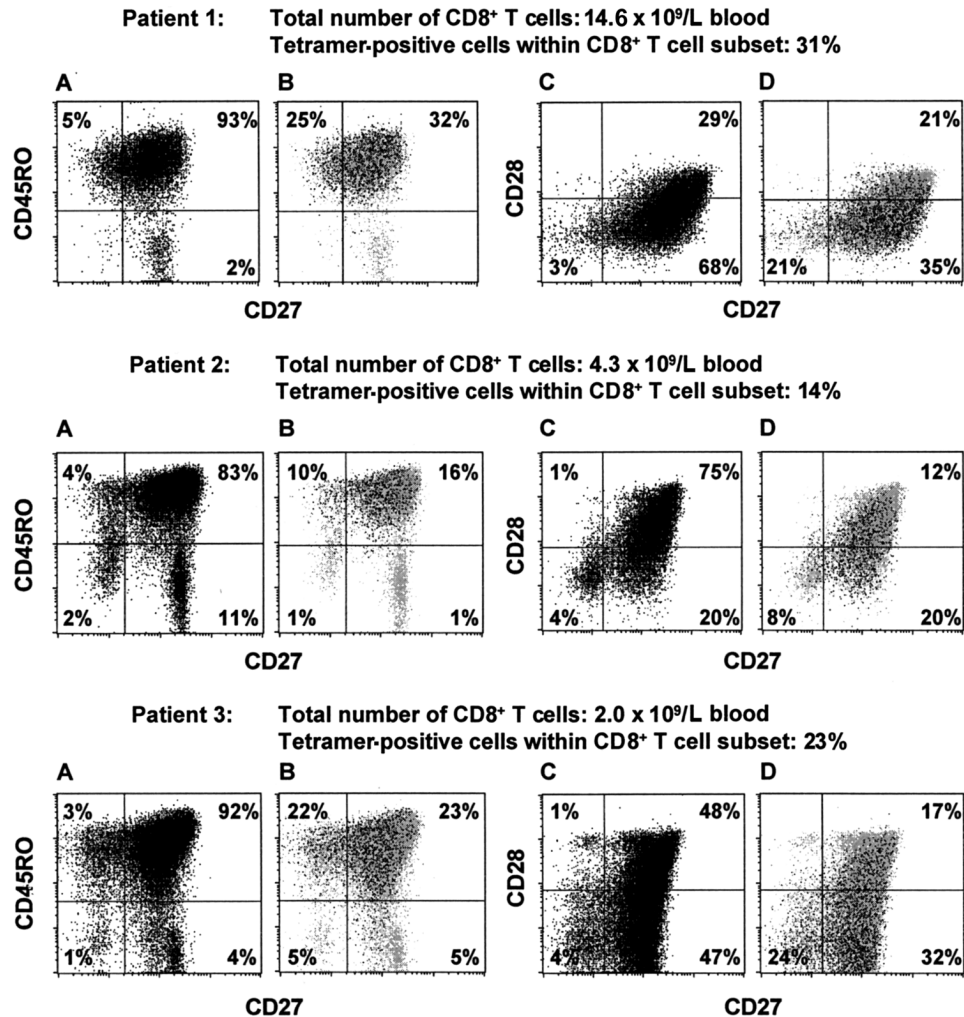 Patient 1: Total number of CD8⁺ T cells: 14.6 x 10⁹/L blood
Tetramer-positive cells within CD8⁺ T cell subset: 31%
A B C D
5% 93% 25% 32% 29% 21%
CD45RO CD28
2% 3% 68% 21% 35%
CD27 CD27
Patient 2: Total number of CD8⁺ T cells: 4.3 x 10⁹/L blood
Tetramer-positive cells within CD8⁺ T cell subset: 14%
A B C D
4% 83% 10% 16% 1% 75% 12%
CD45RO CD28
2% 11% 1% 1% 4% 20% 8% 20%
CD27 CD27
Patient 3: Total number of CD8⁺ T cells: 2.0 x 10⁹/L blood
Tetramer-positive cells within CD8⁺ T cell subset: 23%
A B C D
3% 92% 22% 23% 1% 48% 17%
CD45RO CD28
1% 4% 5% 5% 4% 47% 24% 32%
CD27 CD27